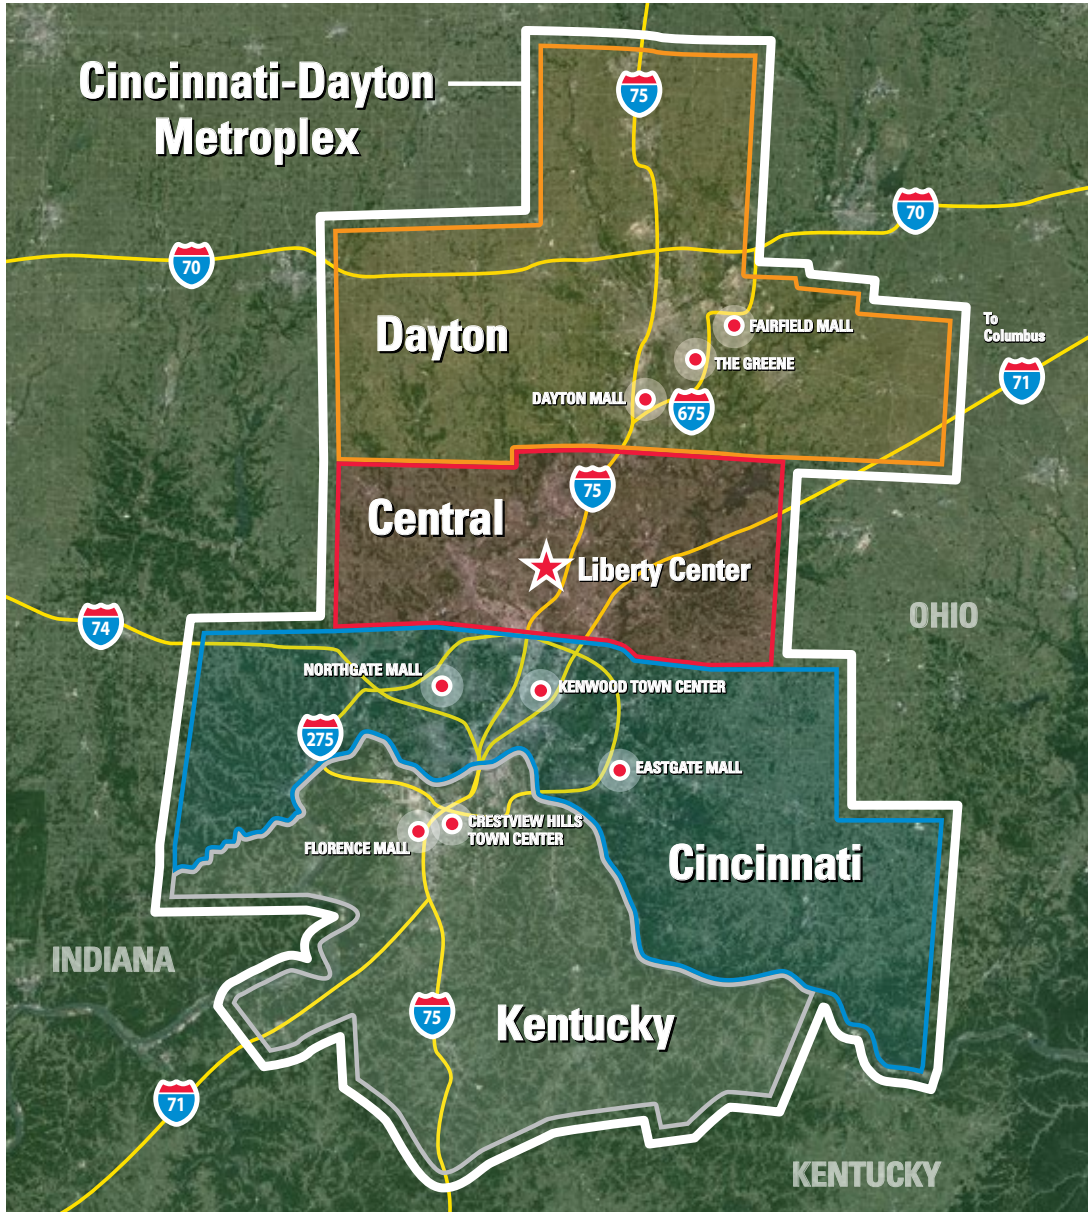 Cincinnati-Dayton
Metroplex
75
70
70
Dayton
FAIRFIELD MALL
To
Columbus
THE GREENE
71
DAYTON MALL
675
75
Central
Liberty Center
OHIO
74
NORTHGATE MALL
KENWOOD TOWN CENTER
275
EASTGATE MALL
CRESTVIEW HILLS
TOWN CENTER
FLORENCE MALL
Cincinnati
INDIANA
75
Kentucky
71
KENTUCKY